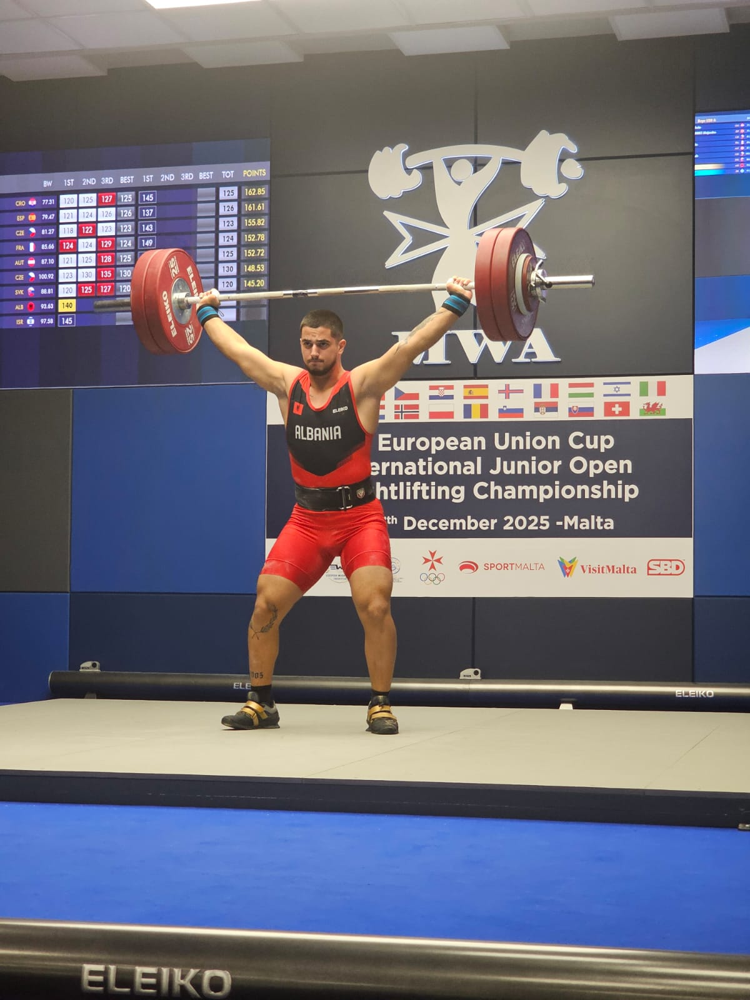 BW 1ST 2ND 3RD BEST 1ST 2ND 3RD BEST TOT POINTS
CRO 77.31 120 125 127 125 145 125 162.85
ESP 79.47 121 124 126 126 137 126 161.61
CZE 81.27 118 122 123 123 143 123 155.82
FRA 85.66 124 124 129 124 149 124 152.78
AUT 87.10 121 125 128 125 125 152.72
CZE 100.92 123 130 135 130 130 148.53
SVK 88.81 120 125 127 120 120 145.20
ALB 93.63 140
ISR 97.58 145
ELEIKO
25
ELEIKO
25
ELEIKO
MWA
ELEIKO
ALBANIA
European Union Cup
ernational Junior Open
htlifting Championship
th December 2025 -Malta
SPORTMALTA
VisitMalta
SBD
ELE
ELEIKO
ELEIKO